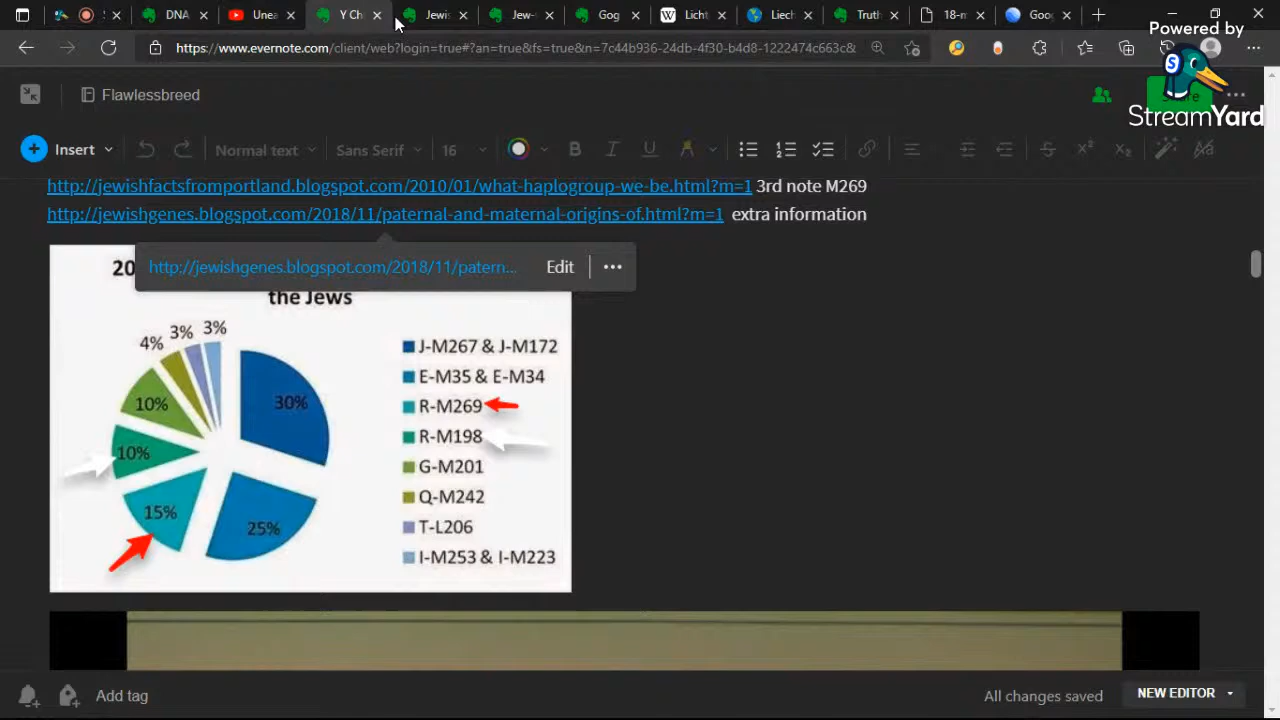 DNA
Unea
Y Ch
Jewis
Jew-
Gog
Licht
Liech
Truth
18-m
Goog
Powered by
https://www.evernote.com/client/web?login=true#?an=true&fs=true&n=7c44b936-24db-4f30-b4d8-1222474c663c&
Flawlessbreed
StreamYard
Insert
Normal text
Sans Serif
16
http://jewishfactsfromportland.blogspot.com/2010/01/what-haplogroup-we-be.html?m=1 3rd note M269
http://jewishgenes.blogspot.com/2018/11/paternal-and-maternal-origins-of.html?m=1 extra information
20
http://jewishgenes.blogspot.com/2018/11/patern... Edit
the Jews
3%
3%
4%
10%
10%
15%
25%
30%
J-M267 & J-M172
E-M35 & E-M34
R-M269
R-M198
G-M201
Q-M242
T-L206
I-M253 & I-M223
Add tag
All changes saved
NEW EDITOR